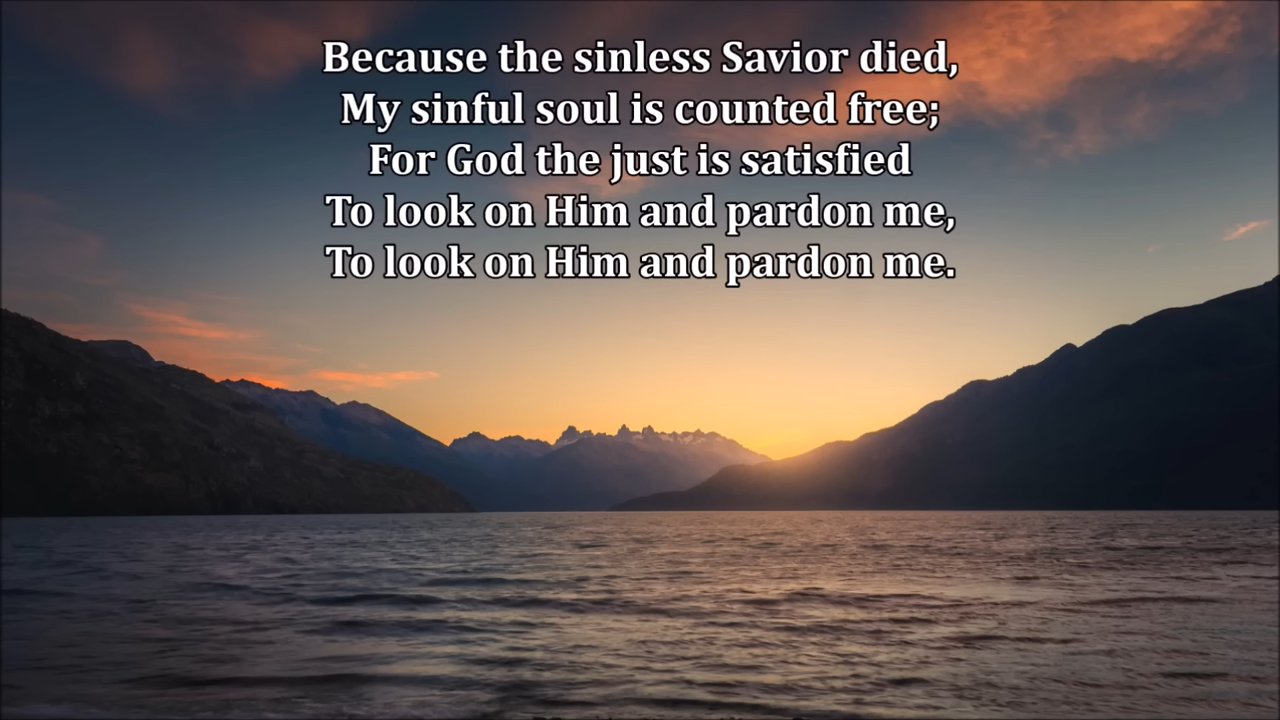 Because the sinless Savior died,
My sinful soul is counted free;
For God the just is satisfied
To look on Him and pardon me,
To look on Him and pardon me.